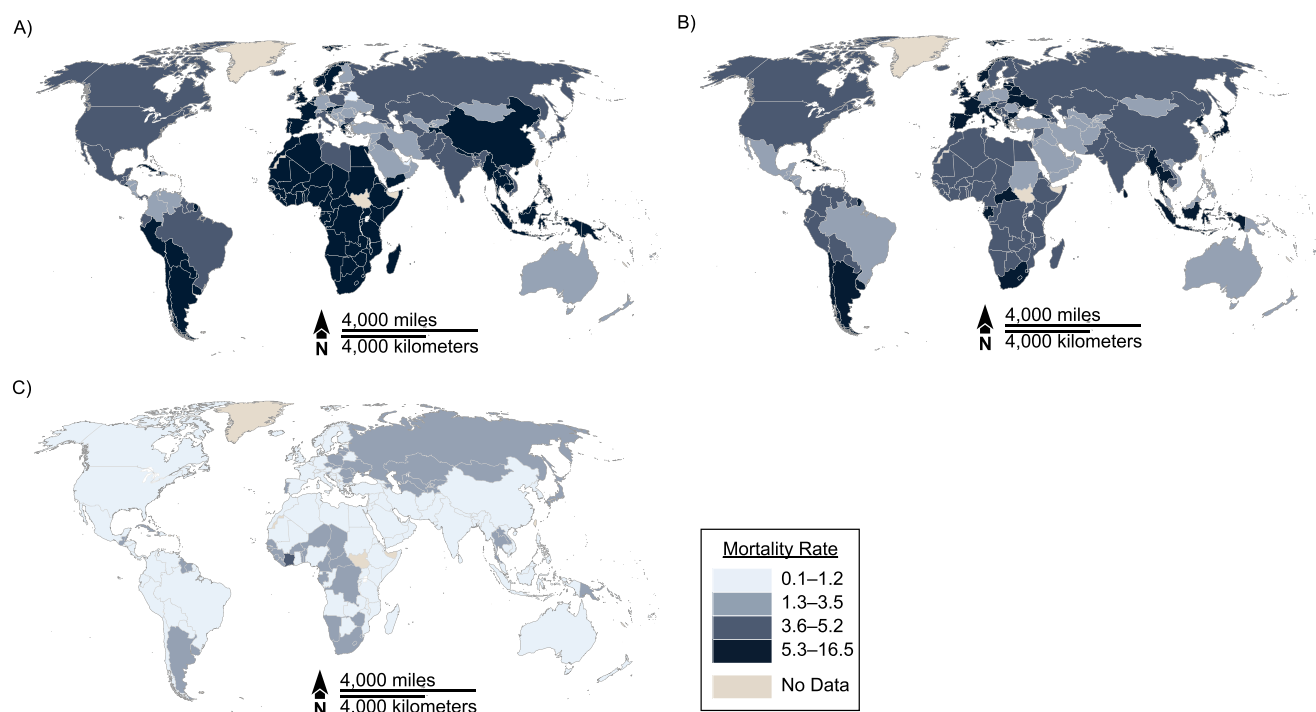 A)
B)
4,000 miles
N
4,000 kilometers
4,000 miles
N
4,000 kilometers
C)
4,000 miles
N
4,000 kilometers
Mortality Rate
0.1–1.2
1.3–3.5
3.6–5.2
5.3–16.5
No Data